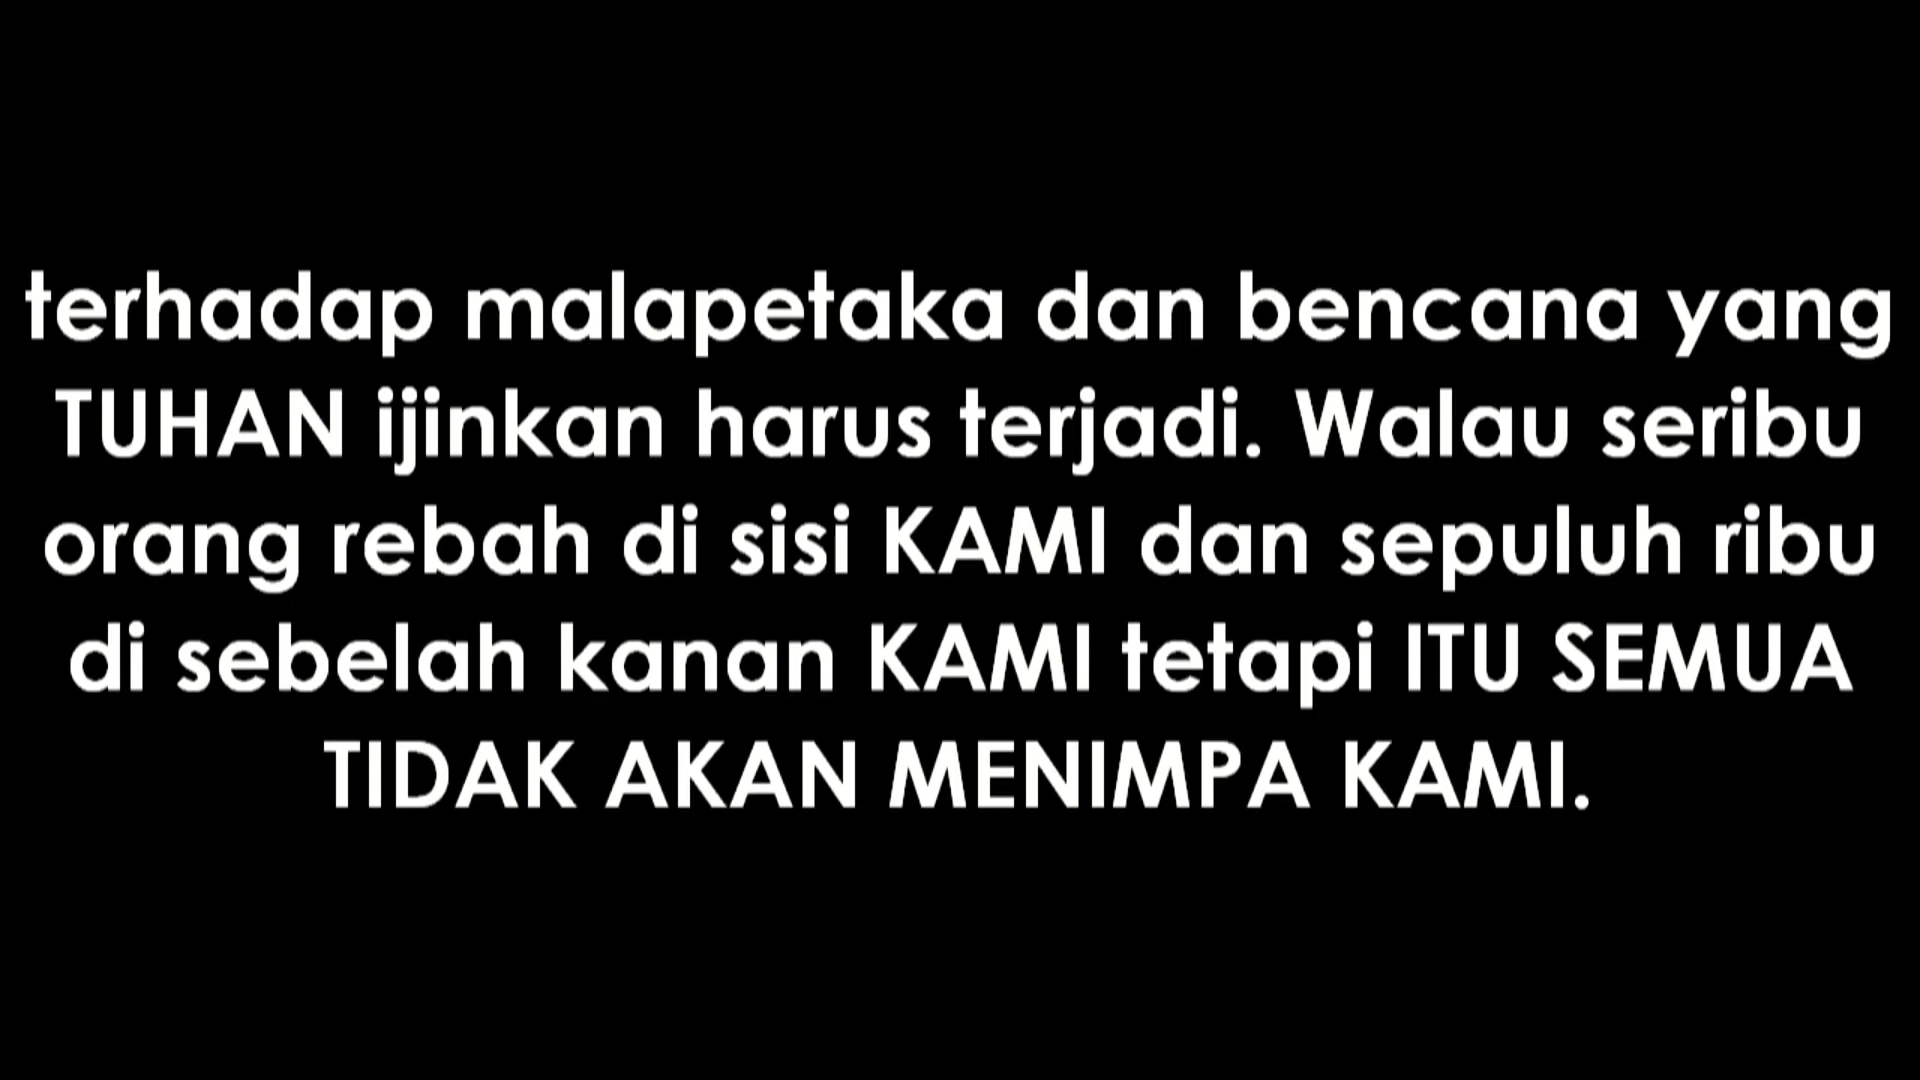 terhadap malapetaka dan bencana yang
TUHAN ijinkan harus terjadi. Walau seribu
orang rebah di sisi KAMI dan sepuluh ribu
di sebelah kanan KAMI tetapi ITU SEMUA
TIDAK AKAN MENIMPA KAMI.